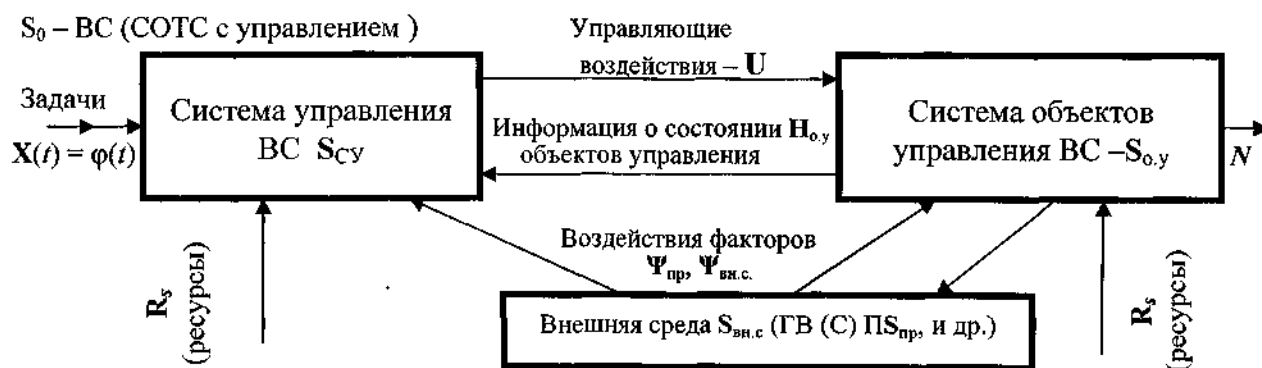 S₀ – ВС (СОТС с управлением )
Управляющие
воздействия – U
Задачи
X(t) = φ(t)
Система управления
ВС S_СУ
Информация о состоянии H_о.у
объектов управления
Система объектов
управления ВС –S_о.у
N
Воздействия факторов
Ψ_пр, Ψ_вн.с.
R_s
(ресурсы)
Внешняя среда S_вн.с (ГВ (С) ПS_пр, и др.)
R_s
(ресурсы)